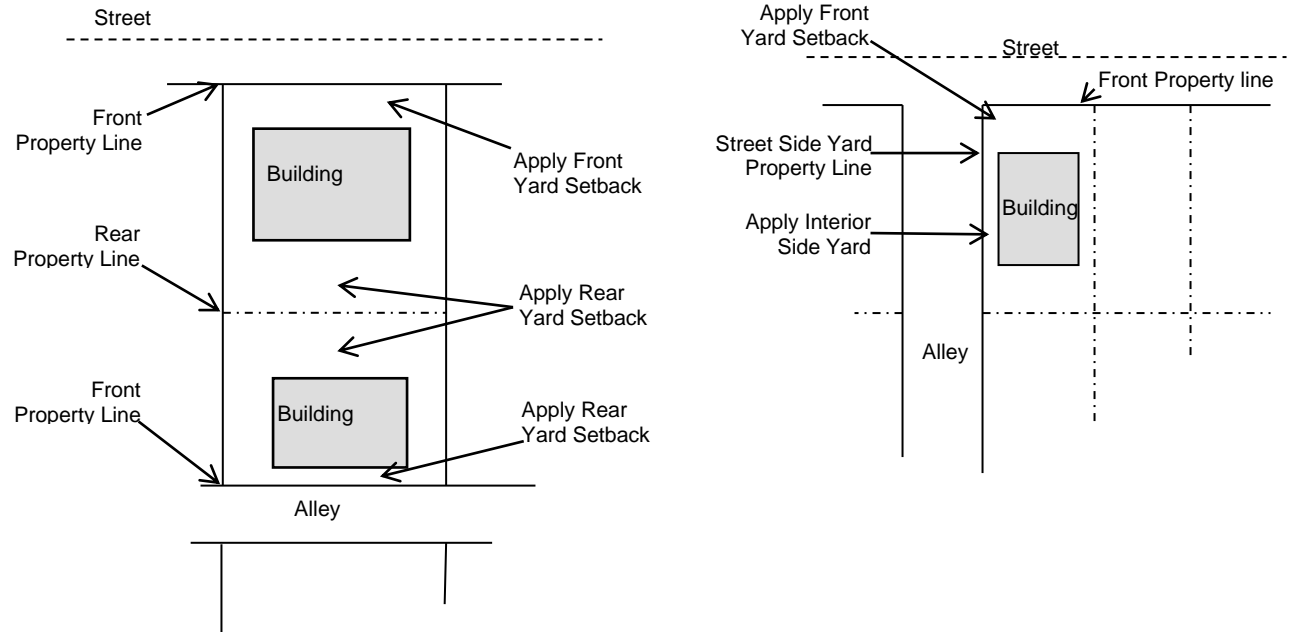 Street
Front
Property Line
Building
Apply Front
Yard Setback
Rear
Property Line
Apply Rear
Yard Setback
Front
Property Line
Building
Apply Rear
Yard Setback
Alley
Apply Front
Yard Setback
Street
Front Property line
Street Side Yard
Property Line
Building
Apply Interior
Side Yard
Alley